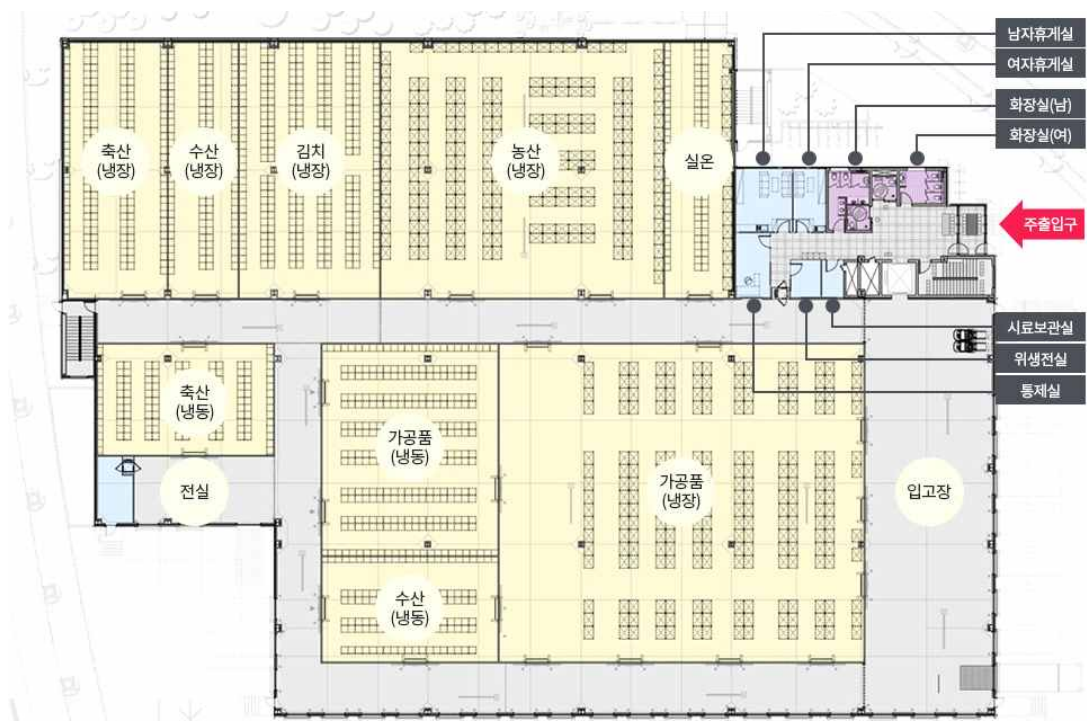 남자휴게실
여자휴게실
화장실(남)
화장실(여)
주출입구
축산
(냉장)
수산
(냉장)
김치
(냉장)
농산
(냉장)
실온
시료보관실
위생전실
통제실
축산
(냉동)
전실
가공품
(냉동)
수산
(냉동)
가공품
(냉장)
입고장